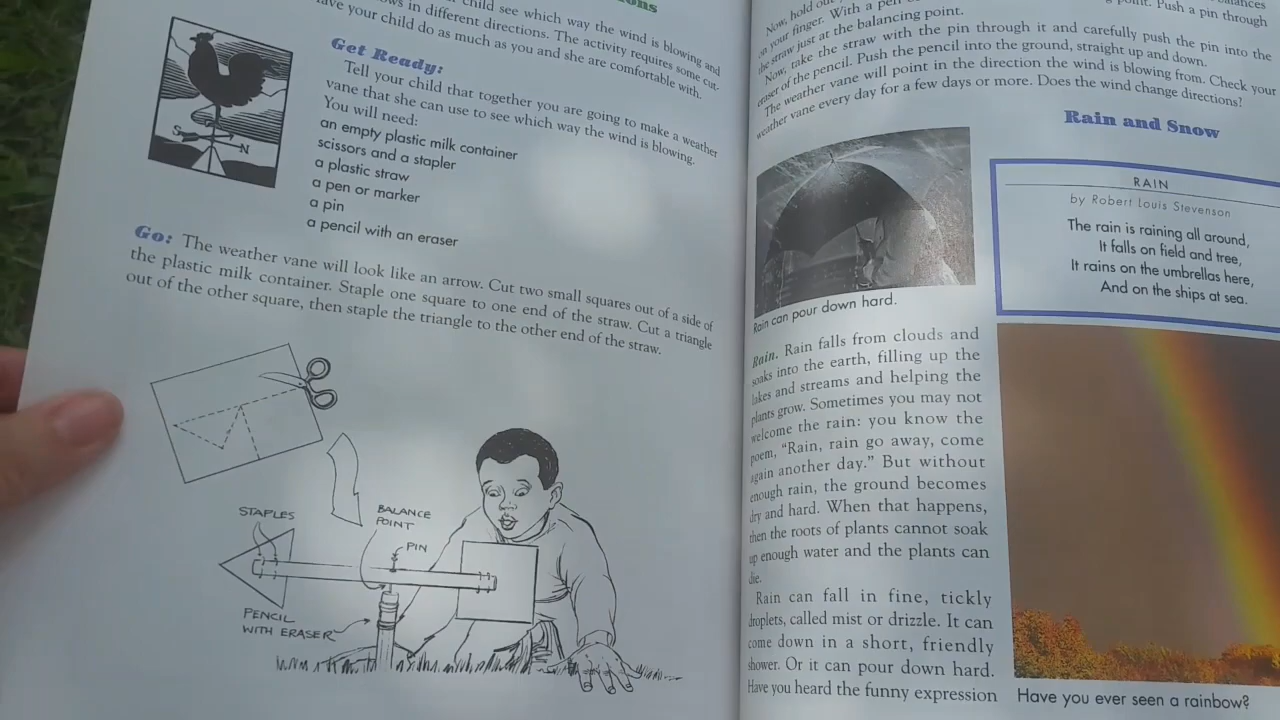 child see which way the wind is blowing and
in different directions. The activity requires some cut-
have your child do as much as you and she are comfortable with.
Get Ready:
Tell your child that together you are going to make a weather
vane that she can use to see which way the wind is blowing.
You will need:
an empty plastic milk container
scissors and a stapler
a plastic straw
a pen or marker
a pin
a pencil with an eraser
S
N
Go: The weather vane will look like an arrow. Cut two small squares out of a side of
the plastic milk container. Staple one square to one end of the straw. Cut a triangle
out of the other square, then staple the triangle to the other end of the straw.
STAPLES
BALANCE
POINT
PIN
PENCIL
WITH ERASER
Now, hold
on your finger. With a pen
point. Push a pin through
the straw just at the balancing point.
Now, take the straw with the pin through it and carefully push the pin into the
eraser of the pencil. Push the pencil into the ground, straight up and down.
The weather vane will point in the direction the wind is blowing from. Check your
weather vane every day for a few days or more. Does the wind change directions?
Rain and Snow
Rain can pour down hard.
RAIN
by Robert Louis Stevenson
The rain is raining all around,
It falls on field and tree,
It rains on the umbrellas here,
And on the ships at sea.
Rain. Rain falls from clouds and
soaks into the earth, filling up the
lakes and streams and helping the
plants grow. Sometimes you may not
welcome the rain: you know the
poem, “Rain, rain go away, come
again another day.” But without
enough rain, the ground becomes
dry and hard. When that happens,
then the roots of plants cannot soak
up enough water and the plants can
die.
Rain can fall in fine, tickly
droplets, called mist or drizzle. It can
come down in a short, friendly
shower. Or it can pour down hard.
Have you heard the funny expression
Have you ever seen a rainbow?